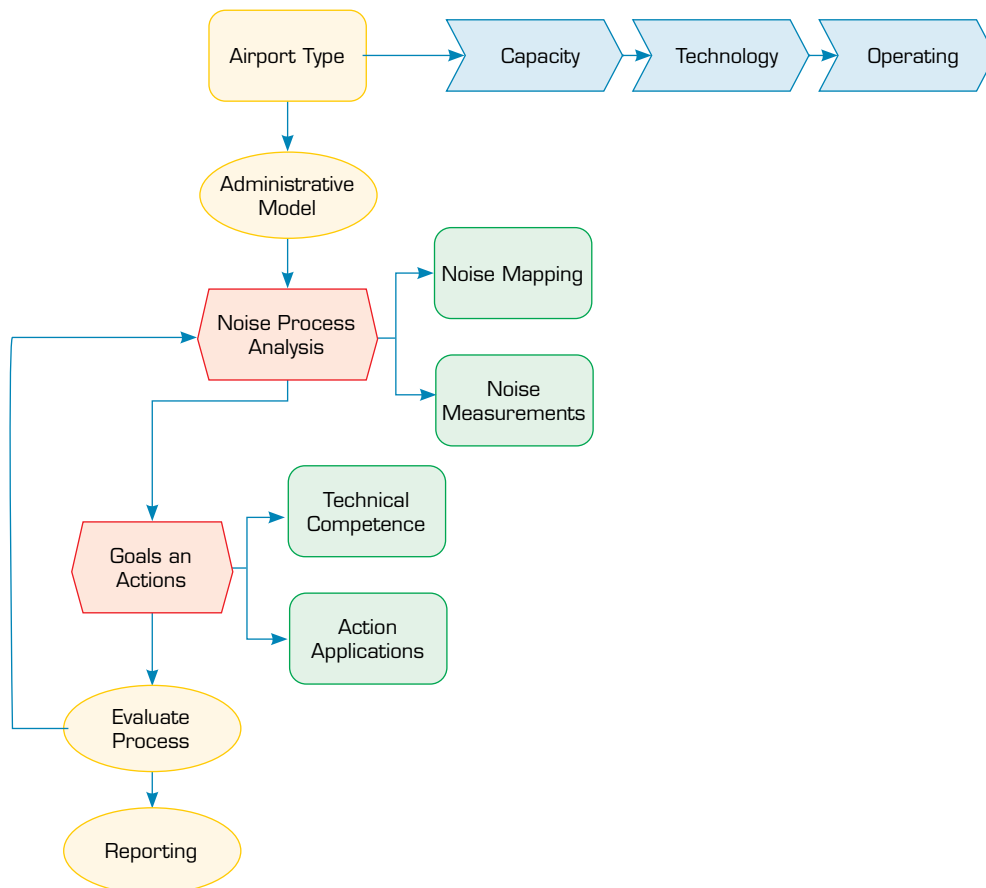 Airport Type
Capacity
Technology
Operating
Administrative
Model
Noise Mapping
Noise Process
Analysis
Noise
Measurements
Technical
Competence
Goals an
Actions
Action
Applications
Evaluate
Process
Reporting